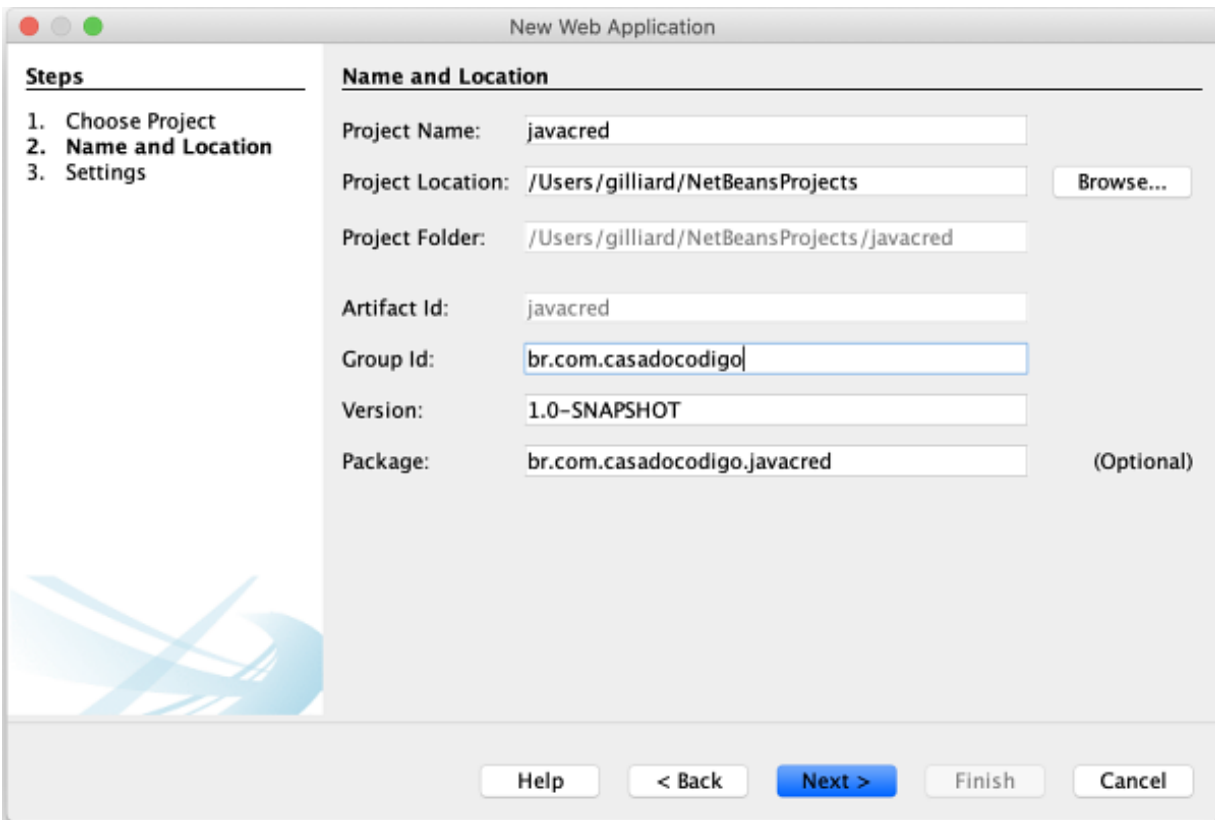 New Web Application
Steps
1. Choose Project
2. Name and Location
3. Settings
Name and Location
Project Name: javacred
Project Location: /Users/gilliard/NetBeansProjects Browse...
Project Folder: /Users/gilliard/NetBeansProjects/javacred
Artifact Id: javacred
Group Id: br.com.casadocodigo
Version: 1.0-SNAPSHOT
Package: br.com.casadocodigo.javacred (Optional)
Help < Back Next > Finish Cancel